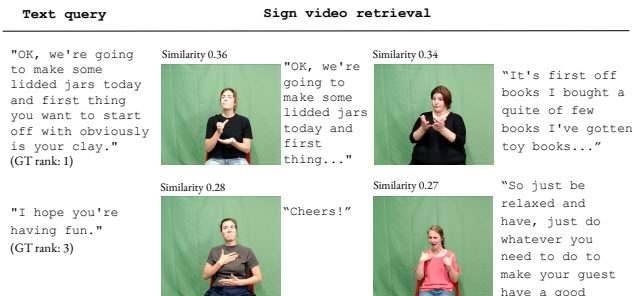 Text query
Sign video retrieval
"OK, we're going
to make some
lidded jars today
and first thing
you want to start
off with obviously
is your clay."
(GT rank: 1)
Similarity 0.36
"OK, we're
going to
make some
lidded jars
today and
first
thing..."
Similarity 0.34
“It's first off
books I bought a
quite of few
books I've gotten
toy books...”
"I hope you're
having fun."
(GT rank: 3)
Similarity 0.28
“Cheers!”
Similarity 0.27
“So just be
relaxed and
have, just do
whatever you
need to do to
make your guest
have a good